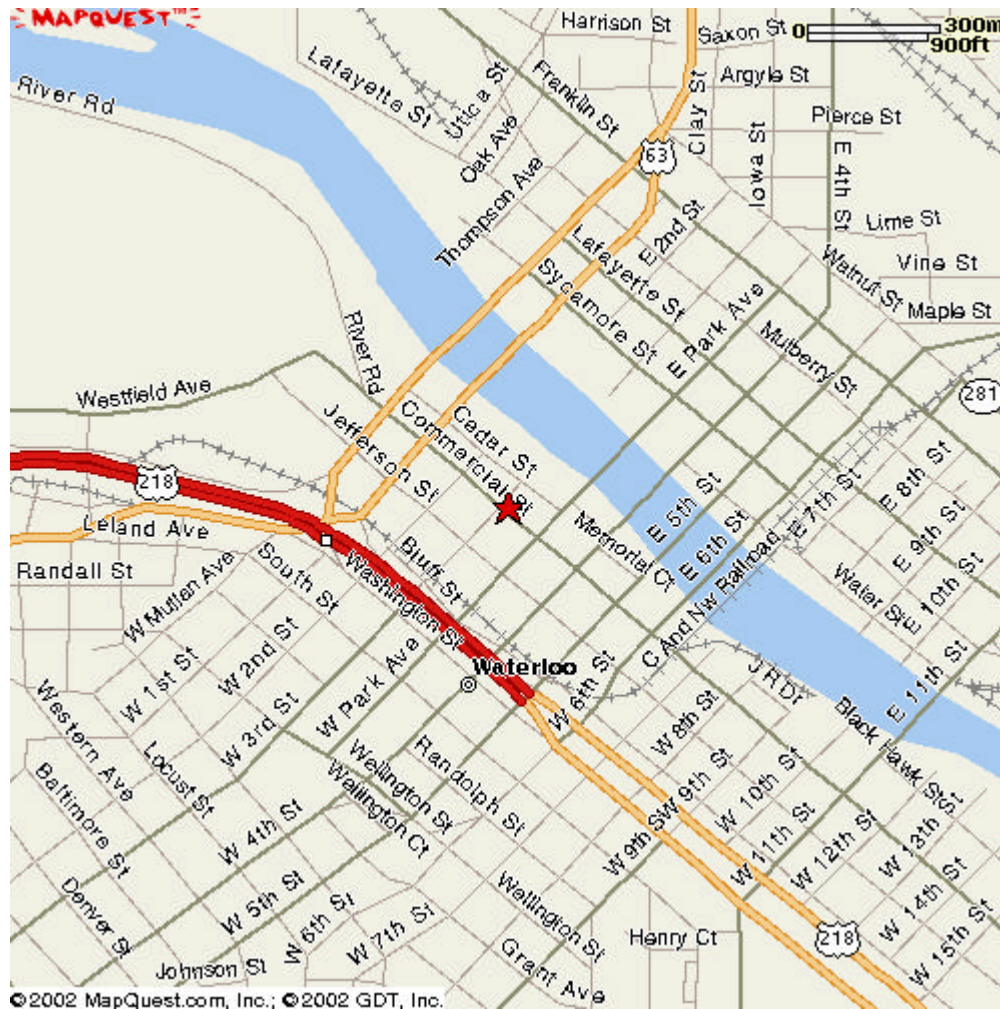 MAPQUEST™
Harrison St
Saxon St
0 300m
900ft
Lafayette St
Utica St
Franklin St
Argyle St
River Rd
Clay St
Pierce St
Oak Ave
63
Iowa St
E 4th St
Thompson Ave
E 2nd St
Lime St
Lafayette St
Walnut St
Vine St
Sycamore St
E Park Ave
Maple St
River Rd
Mulberry St
Westfield Ave
281
Jefferson St
Commercial St
Cedar St
218
E 5th St
E 7th St
E 8th St
Leland Ave
Memorial Ct
E 6th St
E 9th St
Randall St
South St
Bluff St
W Mullan Ave
Washington St
C And Nw Railroad
Water St
W 10th St
Waterloo
W 1st St
W 2nd St
W Park Ave
W 6th St
J R Dr
E 11th St
Western Ave
W 3rd St
W 8th St
Black Hawk St
Locust St
Wellington St
Randolph St
W 9th St
W 10th St
Baltimore St
Wallington Ct
W 4th St
W 9th St
W 11th St
W 12th St
W 13th St
Denver St
W 5th St
W 6th St
W 7th St
Wellington St
W 14th St
Henry Ct
218
W 15th St
Johnson St
Grant Ave
©2002 MapQuest.com, Inc.; ©2002 GDT, Inc.